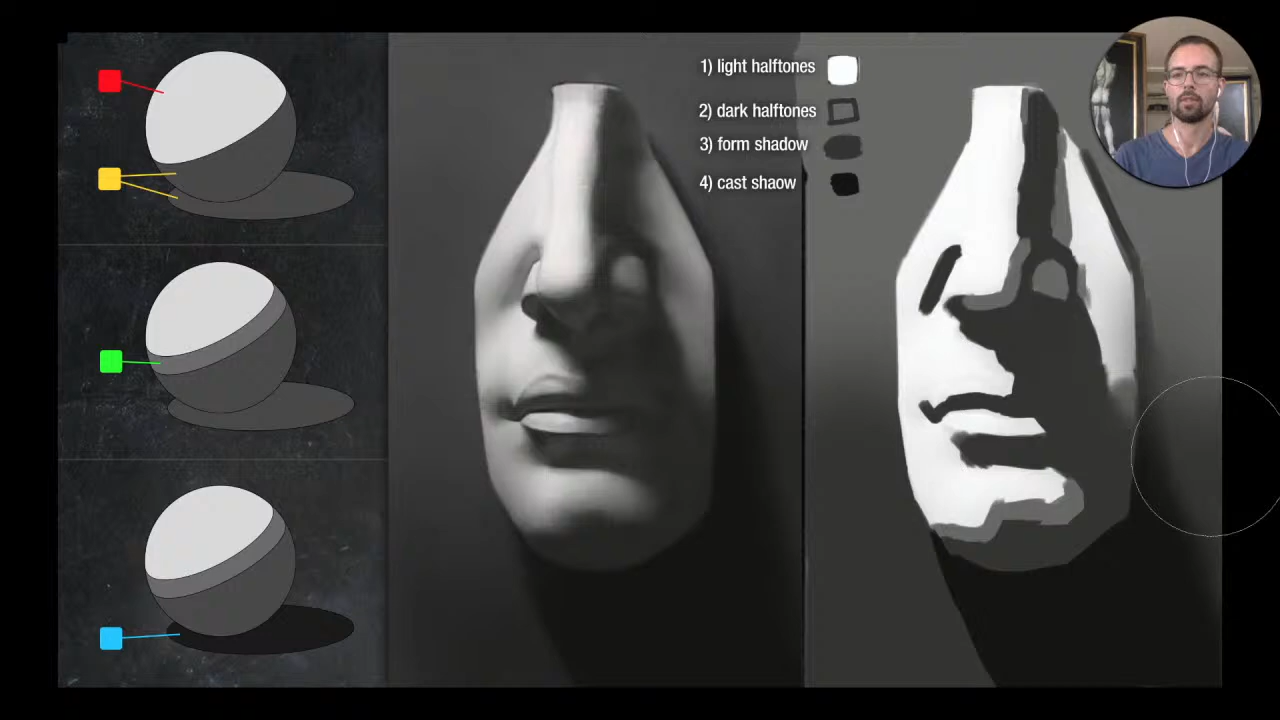 1) light halftones
2) dark halftones
3) form shadow
4) cast shaow